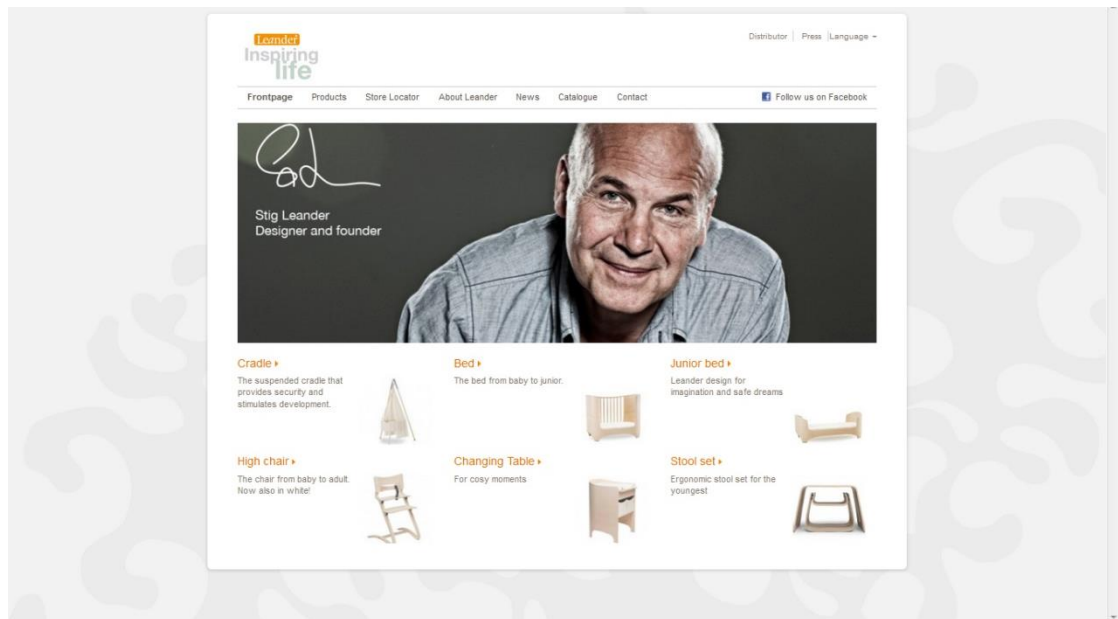 Leander
Inspiring
life
Distributor Press Language
Frontpage Products Store Locator About Leander News Catalogue Contact Follow us on Facebook
Stig Leander
Designer and founder
Cradle
The suspended cradle that
provides security and
stimulates development.
Bed
The bed from baby to junior.
Junior bed
Leander design for
imagination and safe dreams
High chair
The chair from baby to adult.
Now also in white!
Changing Table
For cosy moments
Stool set
Ergonomic stool set for the
youngest